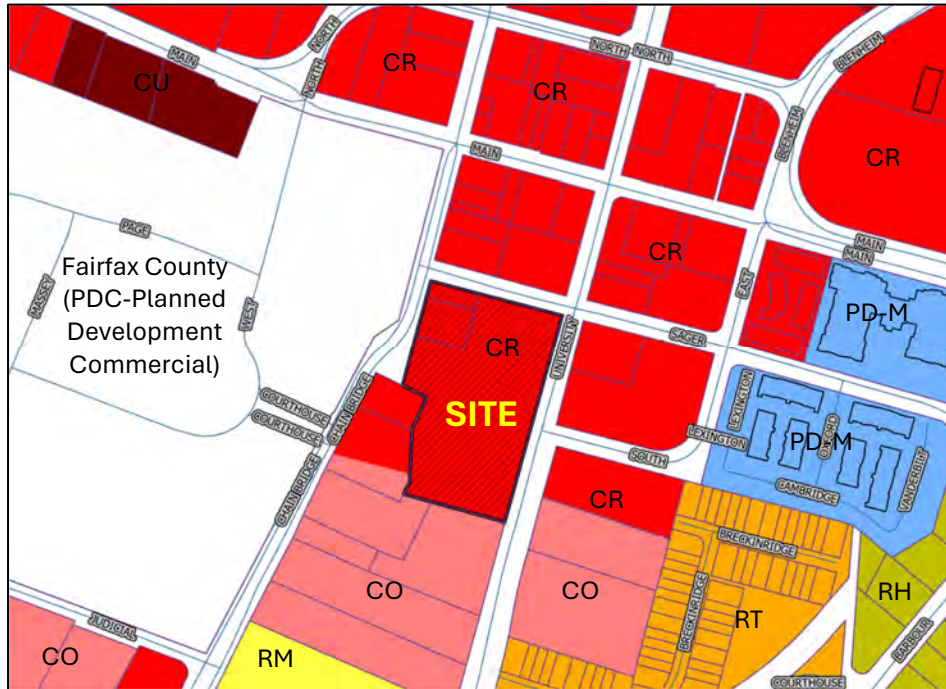 NORTH
NORTH
NORTH
NORTH
BLENHEIM
MAIN
CU
CR
CR
BLENHEIM
CR
MAIN
PAGE
MASSEY
Fairfax County
(PDC-Planned
Development
Commercial)
WEST
CR
EAST
MAIN
MAIN
PD-M
UNIVERSITY
SAGER
CR
COURTHOUSE
COURTHOUSE
CHAIN BRIDGE
SITE
LEXINGTON
LEXINGTON
OXFORD
PD-M
SOUTH
CAMBRIDGE
VANDERBILT
CHAIN BRIDGE
CR
BRECKINRIDGE
BRECKINRIDGE
CO
CO
RT
RH
BARBOUR
JUDICIAL
CO
RM
COURTHOUSE